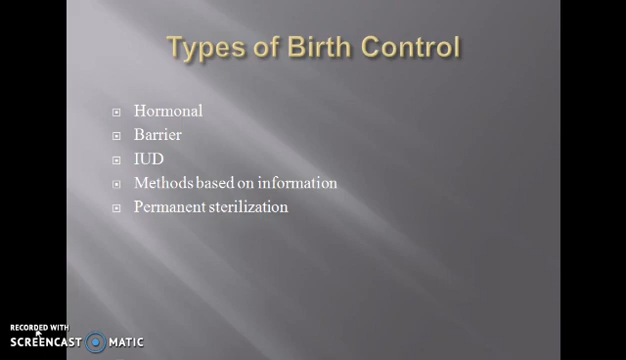 Types of Birth Control
Hormonal
Barrier
IUD
Methods based on information
Permanent sterilization
RECORDED WITH
SCREENCAST MATIC